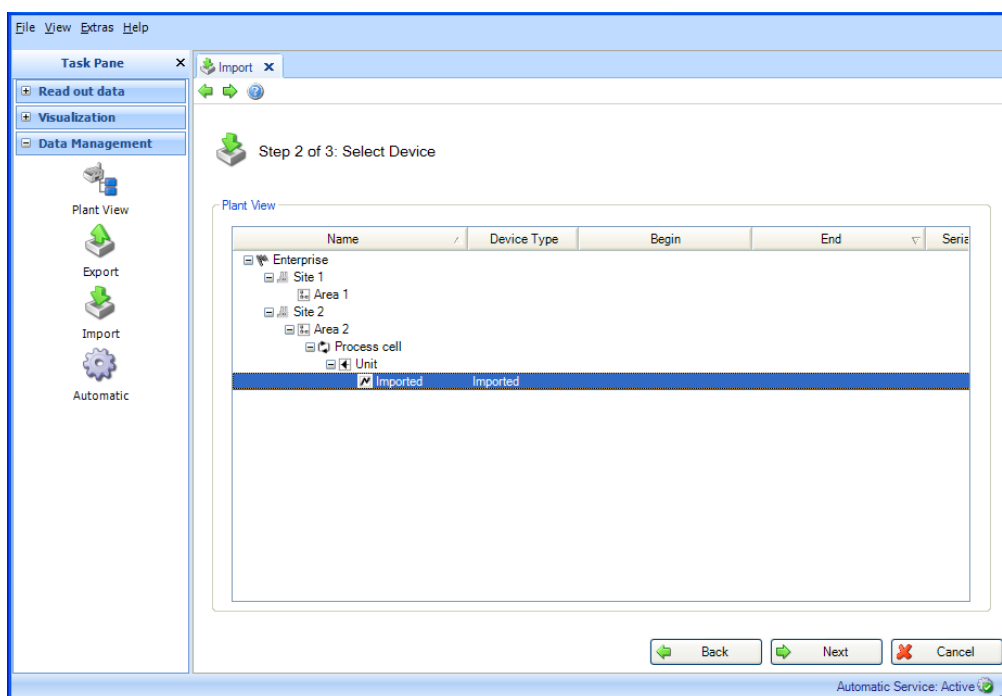 File View Extras Help
Task Pane
Import
Read out data
Visualization
Data Management
Plant View
Export
Import
Automatic
Step 2 of 3: Select Device
Plant View
Name Device Type Begin End Seria
Enterprise
Site 1
Area 1
Site 2
Area 2
Process cell
Unit
Imported Imported
Back Next Cancel
Automatic Service: Active